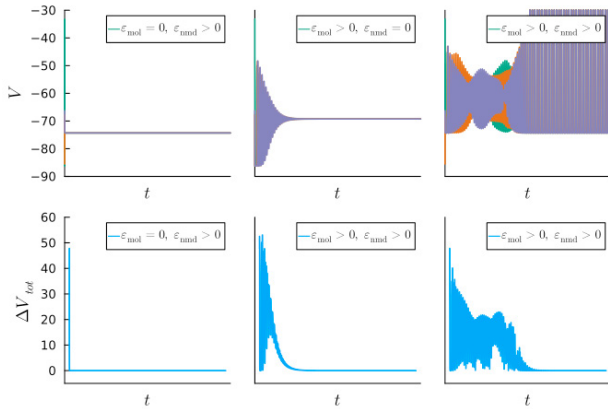 −30
−40
−50
−60
−70
−80
−90
V
ε_mol = 0, ε_nmd > 0
t
ε_mol > 0, ε_nmd = 0
t
ε_mol > 0, ε_nmd > 0
t
60
50
40
30
20
10
0
ΔV_tot
ε_mol = 0, ε_nmd > 0
t
ε_mol > 0, ε_nmd > 0
t
ε_mol > 0, ε_nmd > 0
t